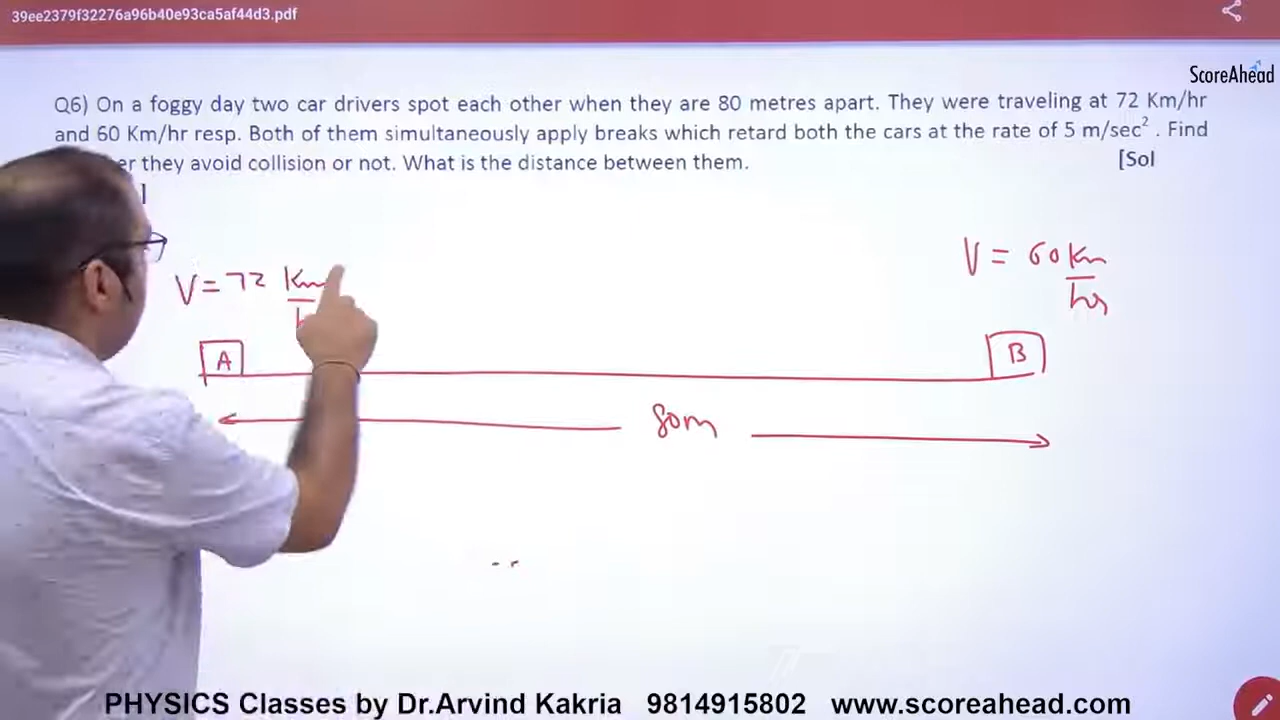 39ee2379f32276a96b40e93ca5af44d3.pdf
ScoreAhead
Q6) On a foggy day two car drivers spot each other when they are 80 metres apart. They were traveling at 72 Km/hr
and 60 Km/hr resp. Both of them simultaneously apply breaks which retard both the cars at the rate of 5 m/sec². Find
they avoid collision or not. What is the distance between them. [Sol
]
V = 72 Km
V = 60 Km
hr
A
B
80m
PHYSICS Classes by Dr.Arvind Kakria 9814915802 www.scoreahead.com